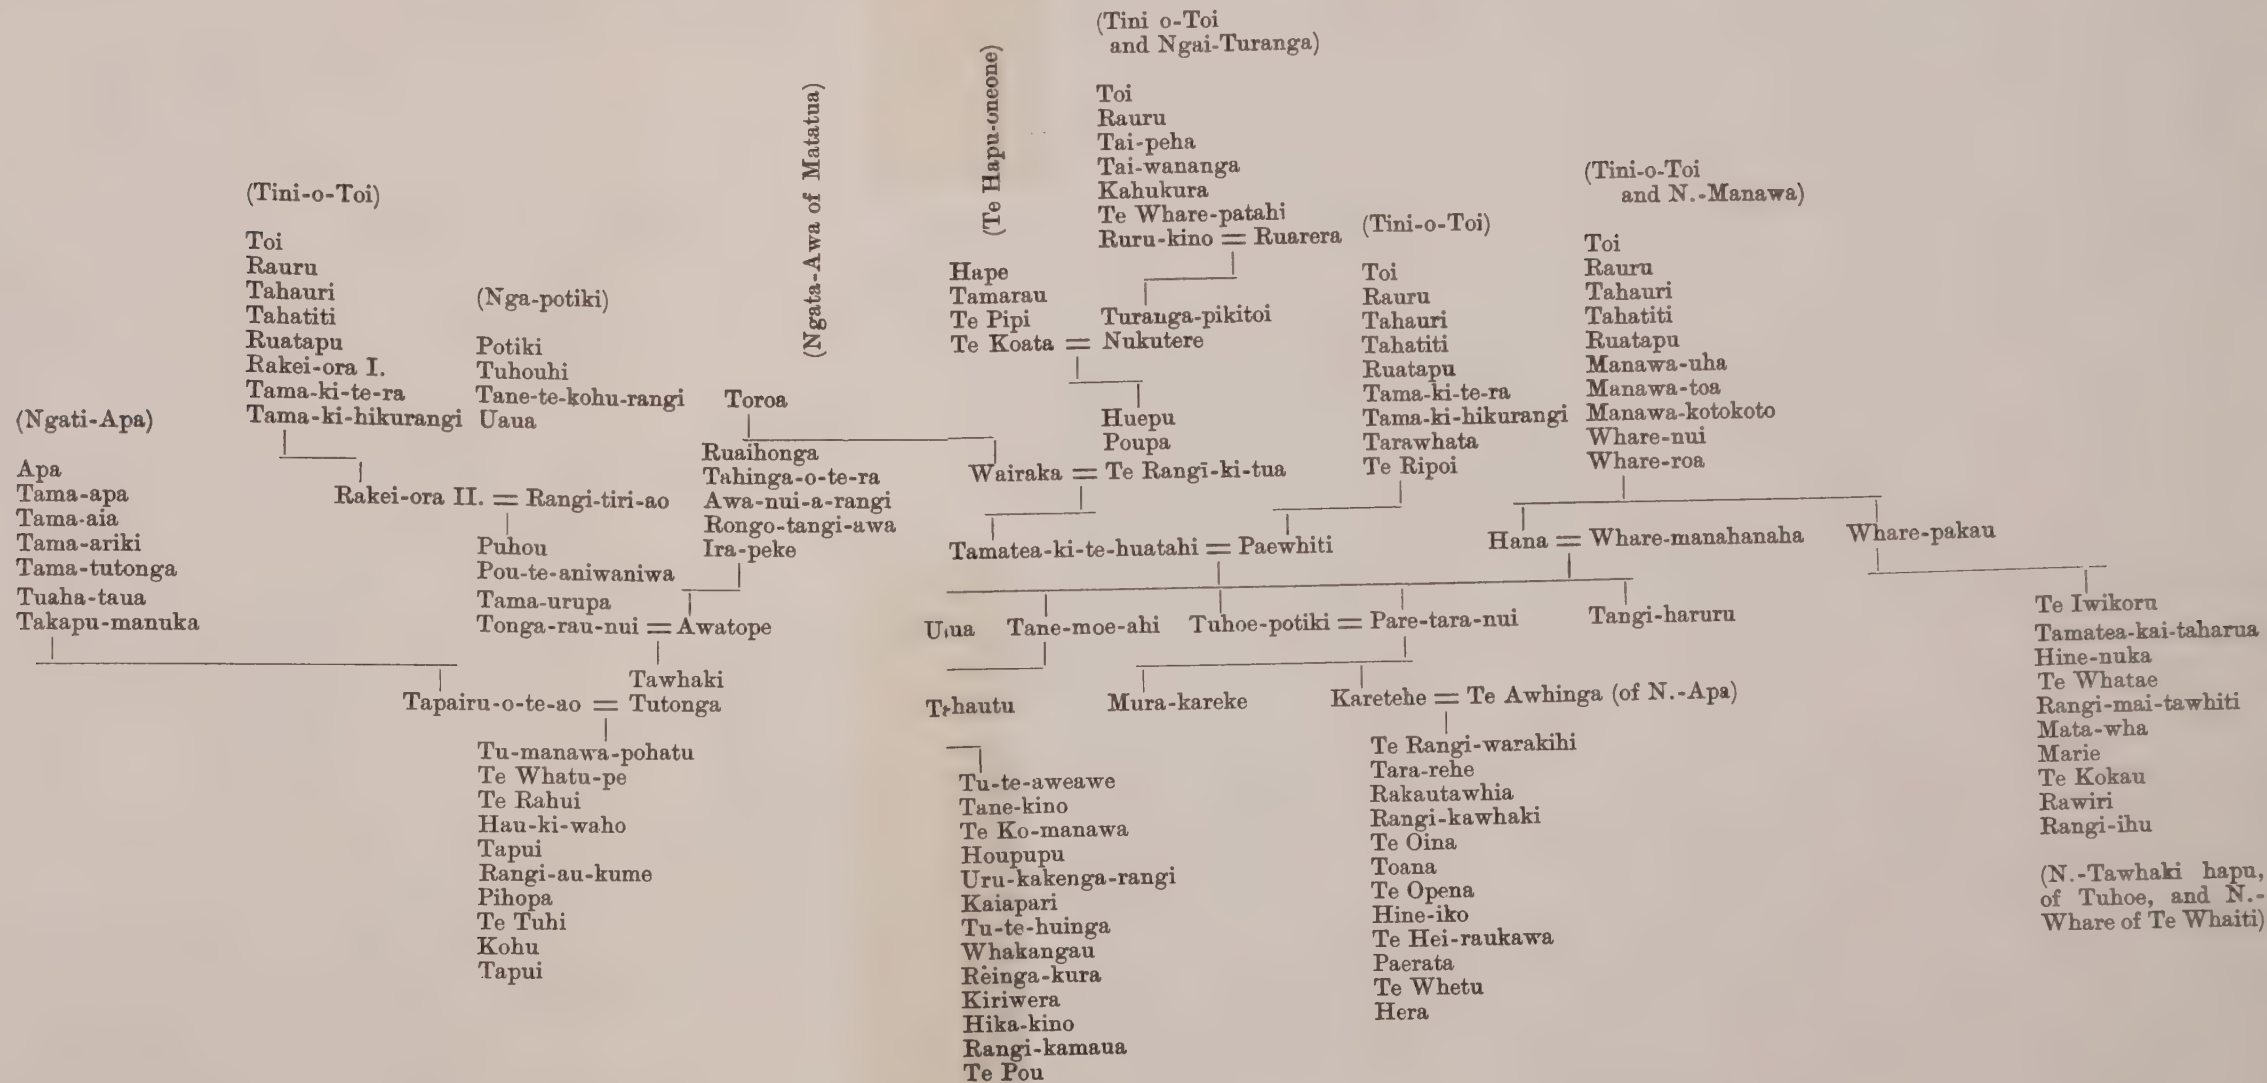 (Ngati-Apa)
Apa
Tama-apa
Tama-aia
Tama-ariki
Tama-tutonga
Tuaha-taua
Takapu-manuka
(Tini-o-Toi)
Toi
Rauru
Tahauri
Tahatiti
Ruatapu
Rakei-ora I.
Tama-ki-te-ra
Tama-ki-hikurangi
(Nga-potiki)
Potiki
Tuhouhi
Tane-te-kohu-rangi
Uaua
Rakei-ora II. = Rangi-tiri-ao
Puhou
Pou-te-aniwaniwa
Tama-urupa
Tonga-rau-nui = Awatope
Tawhaki
Tapairu-o-te-ao = Tutonga
Tu-manawa-pohatu
Te Whatu-pe
Te Rahui
Hau-ki-waho
Tapui
Rangi-au-kume
Pihopa
Te Tuhi
Kohu
Tapui
(Ngata-Awa of Matatua)
Toroa
Ruaihonga
Tahinga-o-te-ra
Awa-nui-a-rangi
Rongo-tangi-awa
Ira-peke
(Te Hapu-oneone)
Hape
Tamarau
Te Pipi
Te Koata = Nukutere
(Tini o-Toi
and Ngai-Turanga)
Toi
Rauru
Tai-peha
Tai-wananga
Kahukura
Te Whare-patahi
Ruru-kino = Ruarera
Turanga-pikitoi
Huepu
Poupa
Wairaka = Te Rangi-ki-tua
(Tini-o-Toi)
Toi
Rauru
Tahauri
Tahatiti
Ruatapu
Tama-ki-te-ra
Tama-ki-hikurangi
Tarawhata
Te Ripoi
Tamatea-ki-te-huatahi = Paewhiti
(Tini-o-Toi
and N.-Manawa)
Toi
Rauru
Tahauri
Tahatiti
Ruatapu
Manawa-uha
Manawa-toa
Manawa-kotokoto
Whare-nui
Whare-roa
Hana = Whare-manahanaha
Whare-pakau
Tane-moe-ahi
Tuhoe-potiki = Pare-tara-nui
Tangi-haruru
Mura-kareke
Karetehe = Te Awhinga (of N.-Apa)
Tu-te-aweawe
Tane-kino
Te Ko-manawa
Houpupu
Uru-kakenga-rangi
Kaiapari
Tu-te-huinga
Whakangau
Reinga-kura
Kiriwera
Hika-kino
Rangi-kamaua
Te Pou
Te Rangi-warakihi
Tara-rehe
Rakautawhia
Rangi-kawhaki
Te Oina
Toana
Te Opena
Hine-iko
Te Hei-raukawa
Paerata
Te Whetu
Hera
Te Iwikoru
Tamatea-kai-taharua
Hine-nuka
Te Whatae
Rangi-mai-tawhiti
Mata-wha
Marie
Te Kokau
Rawiri
Rangi-ihu
(N.-Tawhaki hapu,
of Tuhoe, and N.-
Whare of Te Whaiti)